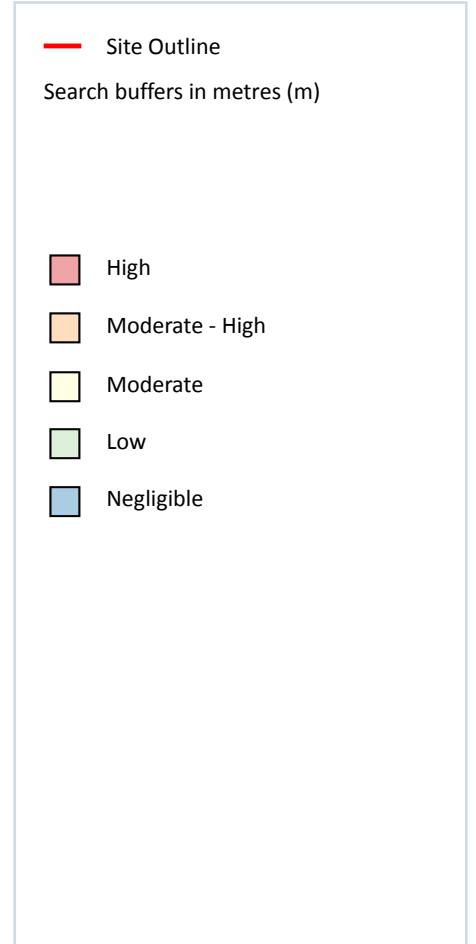 Site Outline
Search buffers in metres (m)
High
Moderate - High
Moderate
Low
Negligible